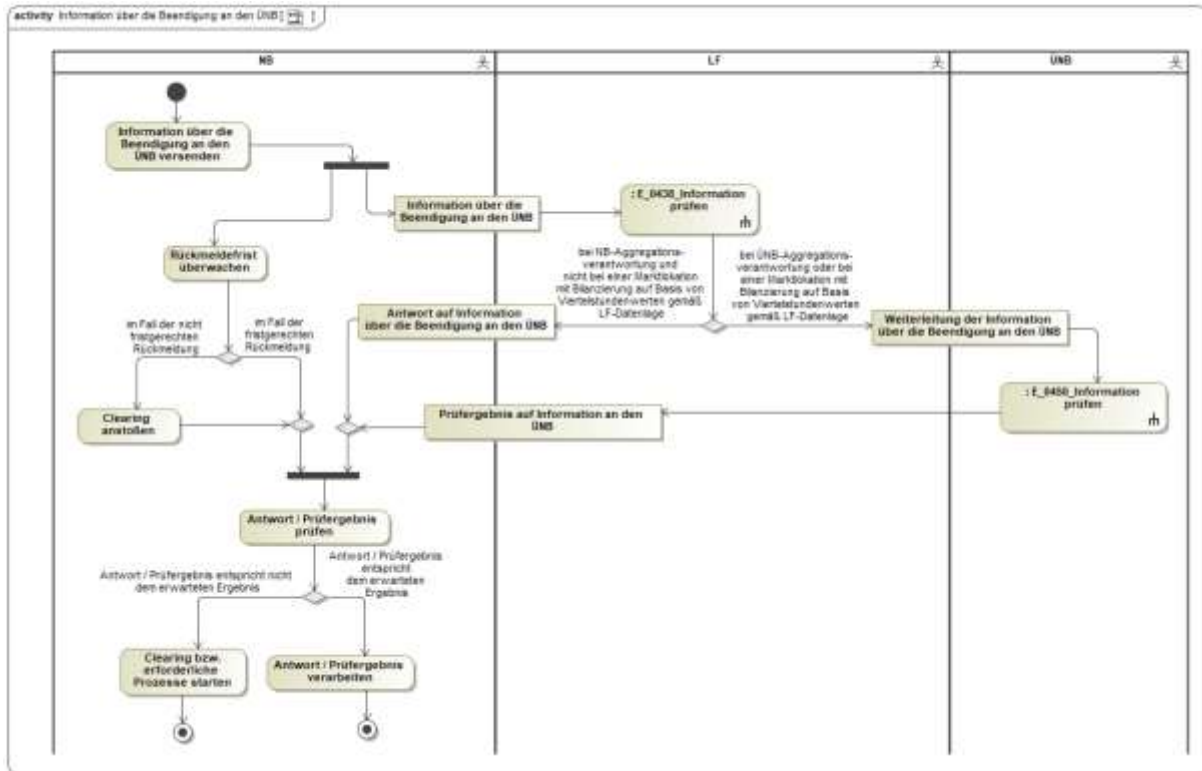 activity Information über die Beendigung an den ÜNB [ ]
NB
LF
ÜNB
Information über die
Beendigung an den
ÜNB versenden
Information über die
Beendigung an den ÜNB
: E_0438_Information
prüfen
Rückmeldefrist
überwachen
bei NB-Aggregations-
verantwortung und
nicht bei einer Marktlokation
mit Bilanzierung auf Basis von
Viertelstundenwerten gemäß
LF-Datenlage
bei ÜNB-Aggregations-
verantwortung oder bei
einer Marktlokation mit
Bilanzierung auf Basis
von Viertelstundenwerten
gemäß LF-Datenlage
Antwort auf Information
über die Beendigung an den ÜNB
Weiterleitung der Information
über die Beendigung an den ÜNB
im Fall der nicht
fristgerechten
Rückmeldung
im Fall der
fristgerechten
Rückmeldung
: E_0450_Information
prüfen
Clearing
anstoßen
Prüfergebnis auf Information an den
ÜNB
Antwort / Prüfergebnis
prüfen
Antwort / Prüfergebnis entspricht nicht
dem erwarteten Ergebnis
Antwort / Prüfergebnis
entspricht
dem erwarteten
Ergebnis
Clearing bzw.
erforderliche
Prozesse starten
Antwort / Prüfergebnis
verarbeiten